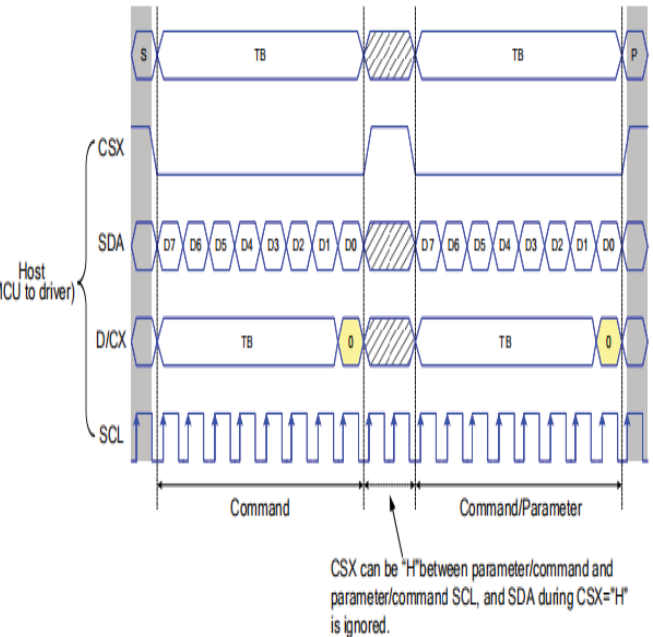 S TB TB P
CSX
SDA D7 D6 D5 D4 D3 D2 D1 D0 D7 D6 D5 D4 D3 D2 D1 D0
Host
MCU to driver)
D/CX TB 0 TB 0
SCL
Command Command/Parameter
CSX can be "H"between parameter/command and
parameter/command SCL, and SDA during CSX="H"
is ignored.